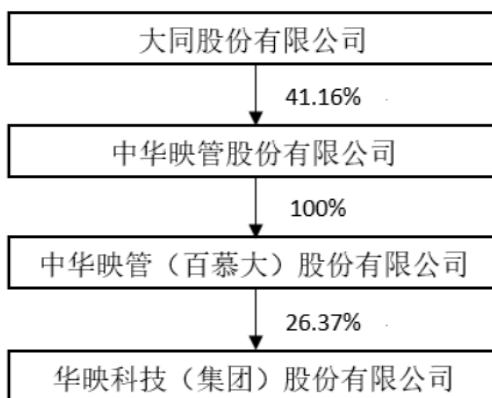 大同股份有限公司
41.16%
中华映管股份有限公司
100%
中华映管（百慕大）股份有限公司
26.37%
华映科技（集团）股份有限公司